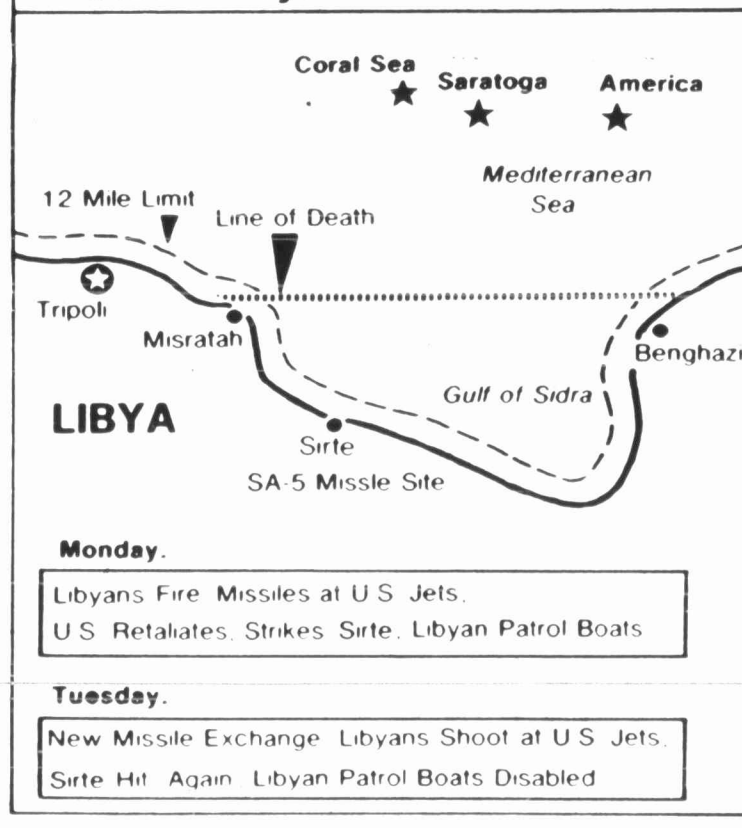 Coral Sea
Saratoga
America
Mediterranean
Sea
12 Mile Limit
Line of Death
Tripoli
Misratah
Benghazi
LIBYA
Gulf of Sidra
Sirte
SA-5 Missle Site
Monday.
Libyans Fire Missiles at U S Jets.
U S Retaliates. Strikes Sirte. Libyan Patrol Boats
Tuesday.
New Missile Exchange Libyans Shoot at U S Jets.
Sirte Hit Again Libyan Patrol Boats Disabled